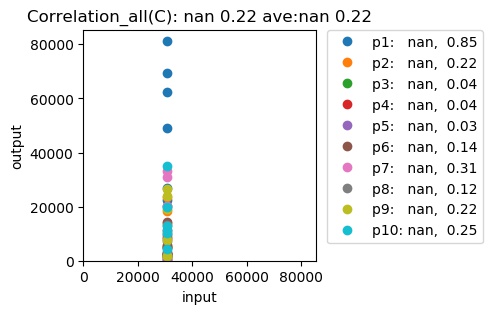 Correlation_all(C): nan 0.22 ave:nan 0.22
80000
60000
40000
20000
0
output
0 20000 40000 60000 80000
input
p1: nan, 0.85
p2: nan, 0.22
p3: nan, 0.04
p4: nan, 0.04
p5: nan, 0.03
p6: nan, 0.14
p7: nan, 0.31
p8: nan, 0.12
p9: nan, 0.22
p10: nan, 0.25